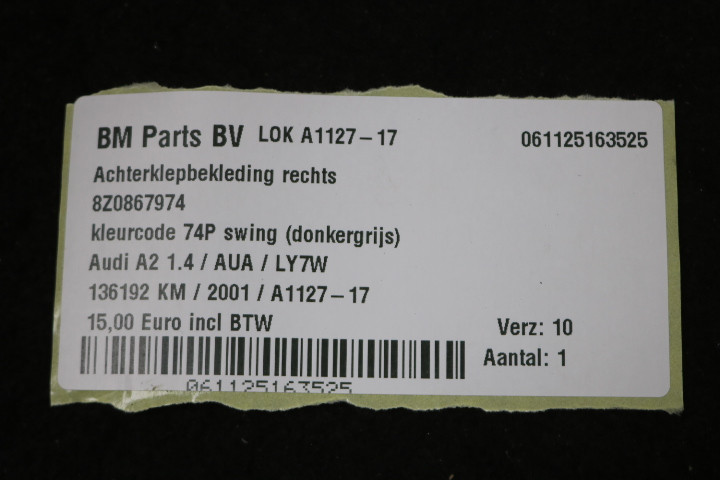 BM Parts BV LOK A1127-17 061125163525
Achterklepbekleding rechts
8Z0867974
kleurcode 74P swing (donkergrijs)
Audi A2 1.4 / AUA / LY7W
136192 KM / 2001 / A1127-17
15,00 Euro incl BTW Verz: 10
Aantal: 1
061125163525